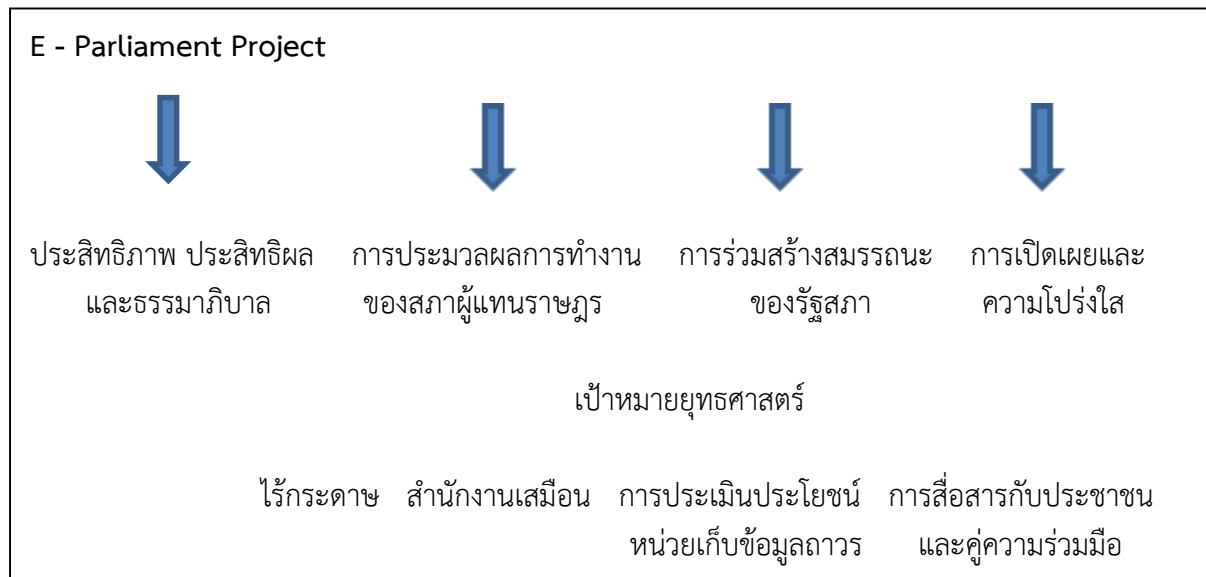 E - Parliament Project
ประสิทธิภาพ ประสิทธิผล การประมวลผลการทำงาน การร่วมสร้างสมรรถนะ การเปิดเผยและ
และธรรมาภิบาล ของสภาผู้แทนราษฎร ของรัฐสภา ความโปร่งใส
เป้าหมายยุทธศาสตร์
ไร้กระดาษ สำนักงานเสมือน การประเมินประโยชน์ การสื่อสารกับประชาชน
หน่วยเก็บข้อมูลถาวร และคู่ความร่วมมือ